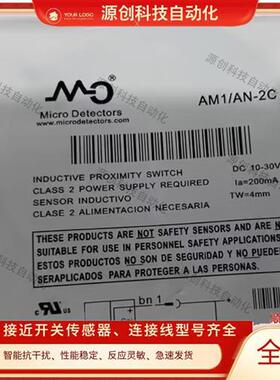 YOUR LOGO
源创科技自动化
M.D.®
Micro Detectors
www.microdetectors.com
AM1/AN-2C
INDUCTIVE PROXIMITY SWITCH
CLASS 2 POWER SUPPLY REQUIRED
SENSOR INDUCTIVO
CLASE 2 ALIMENTACION NECESARIA
DC 10-30V
Ia=200mA
TW=4mm
THESE PRODUCTS ARE NOT SAFETY SENSORS AND ARE
SUITABLE FOR USE IN PERSONNEL SAFETY APPLICATIONS
ESTOS PRODUCTOS NO SON DE SEGURIDAD Y NO PUEDEN
SERAPLICADOS PARA PROTEGER A LA PERSONAS.
c UL US
bn 1
接近开关传感器、连接线型号齐全
智能抗干扰、性能稳定、反应灵敏、急速发货